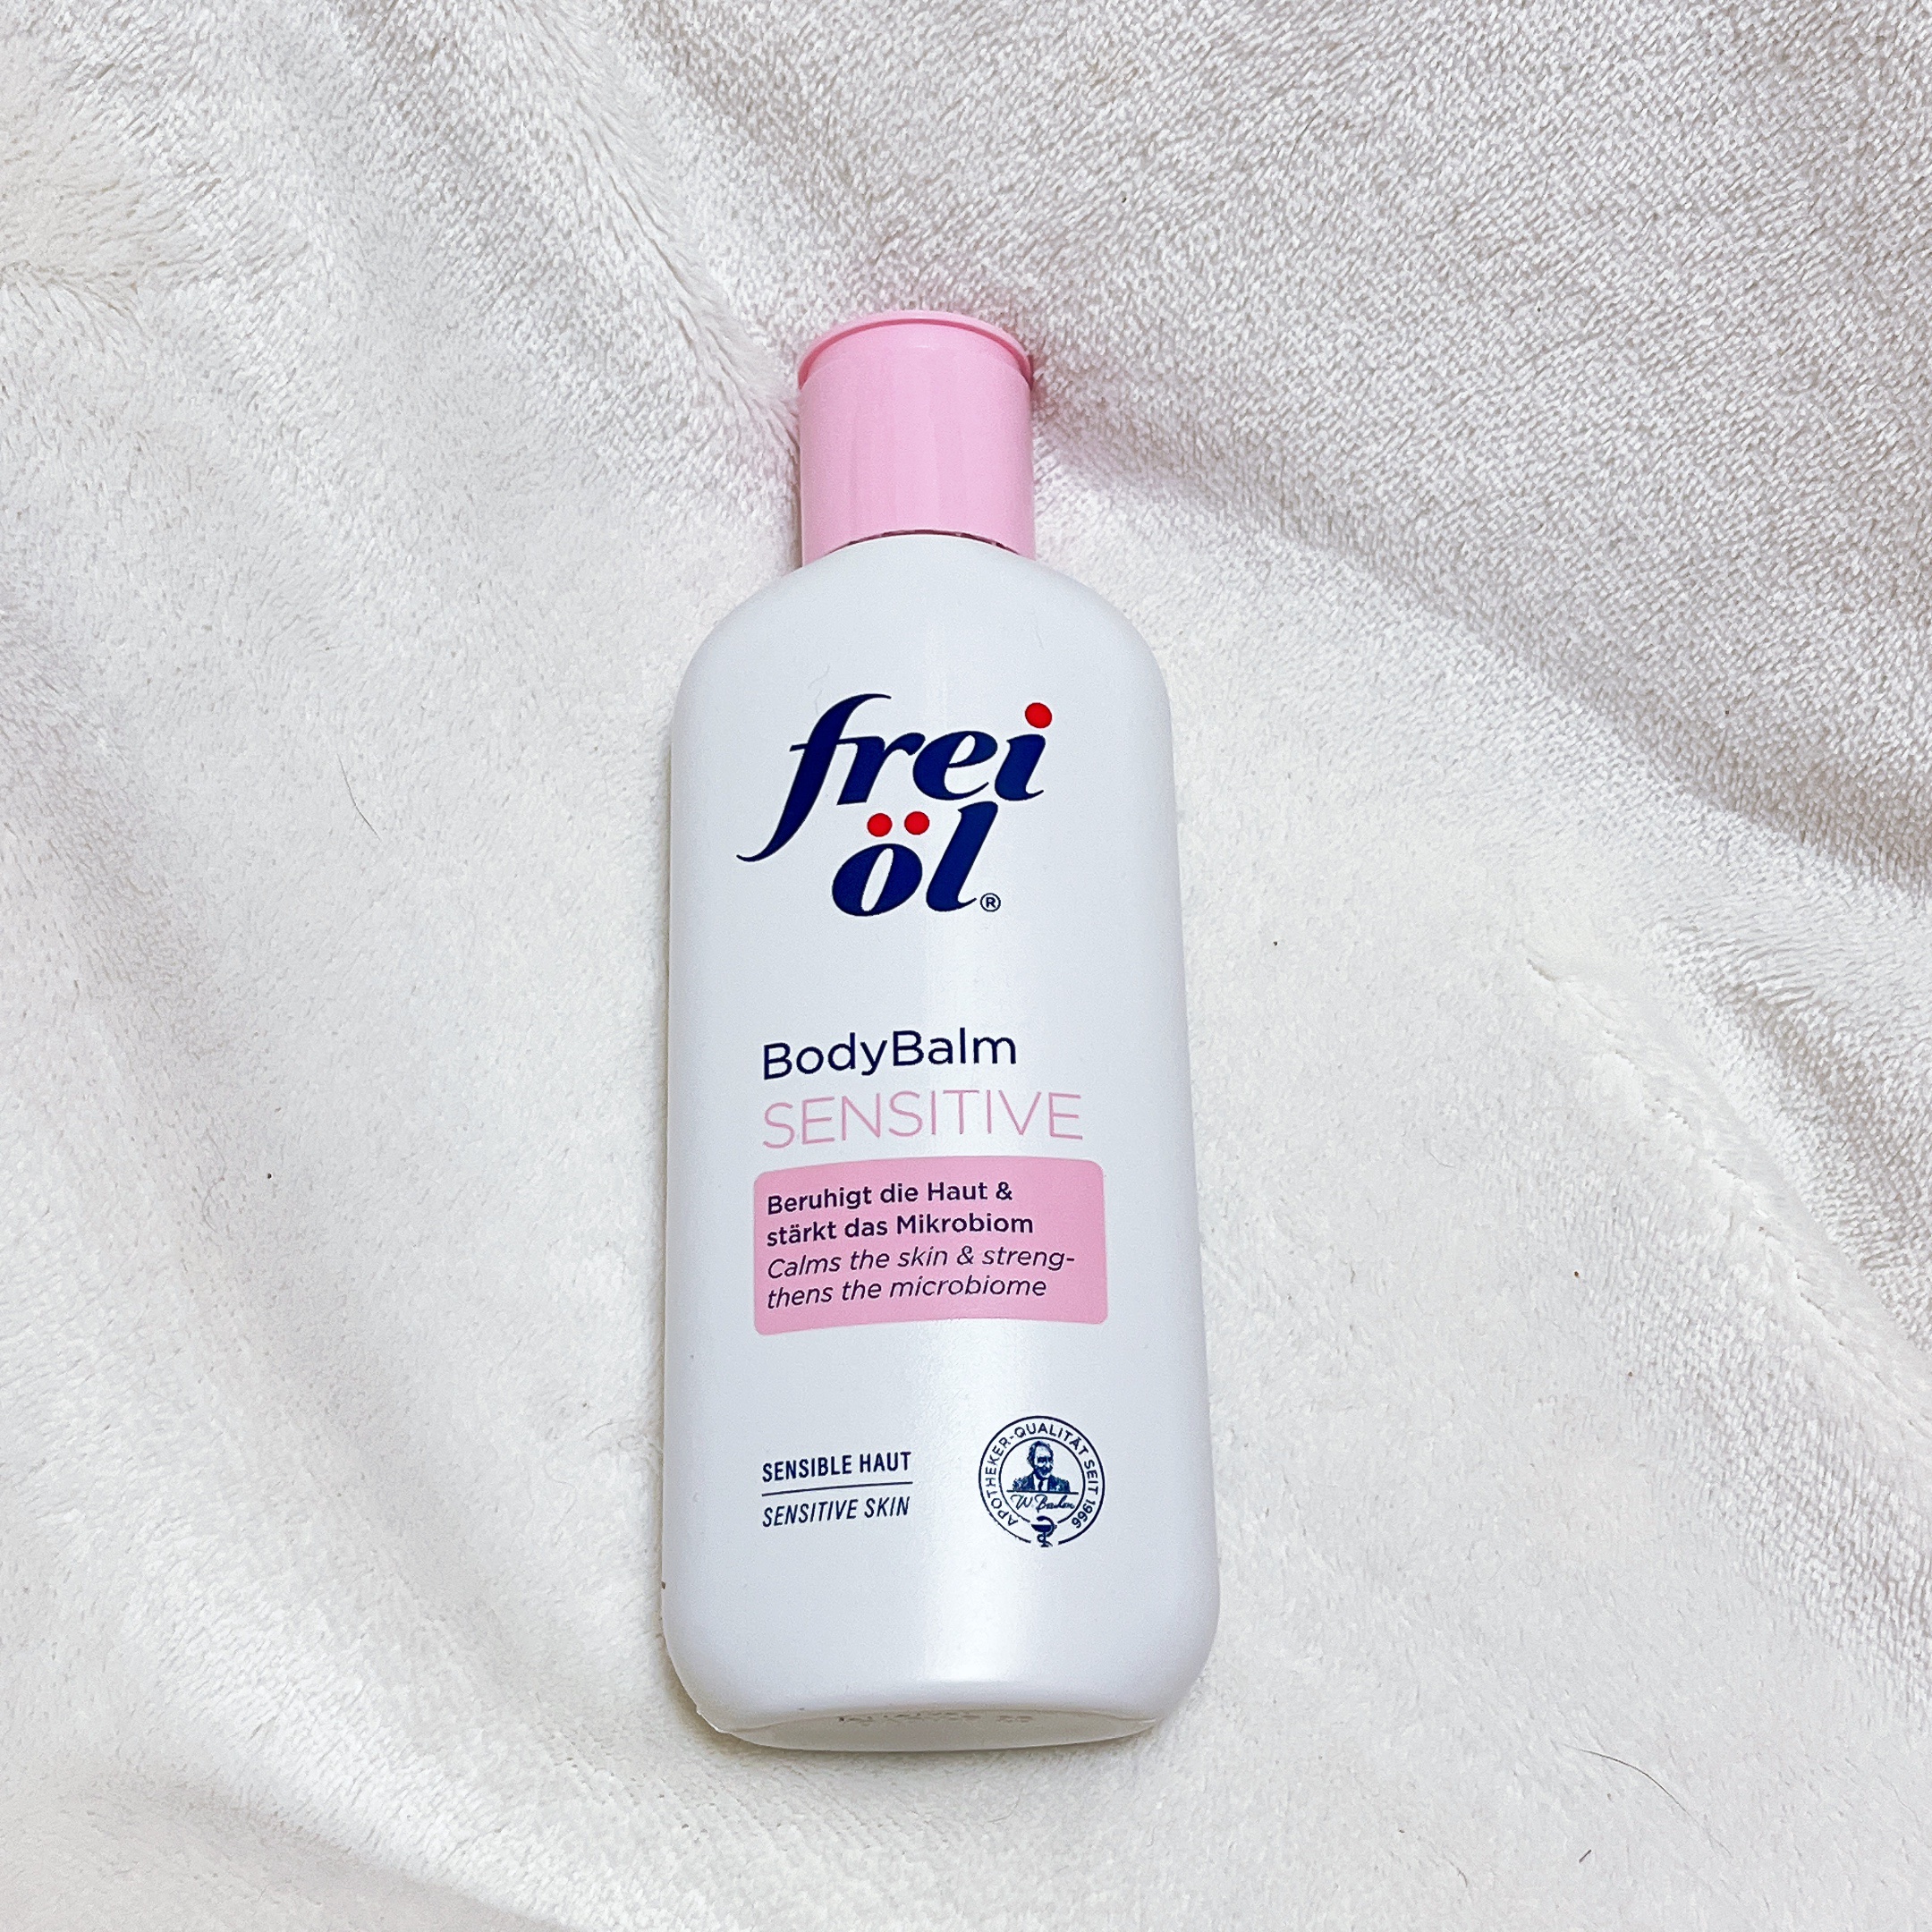 frei
öl®
BodyBalm
SENSITIVE
Beruhigt die Haut &
stärkt das Mikrobiom
Calms the skin & streng-
thens the microbiome
SENSIBLE HAUT
SENSITIVE SKIN
APOTHEKER-QUALITÄT SEIT 1966